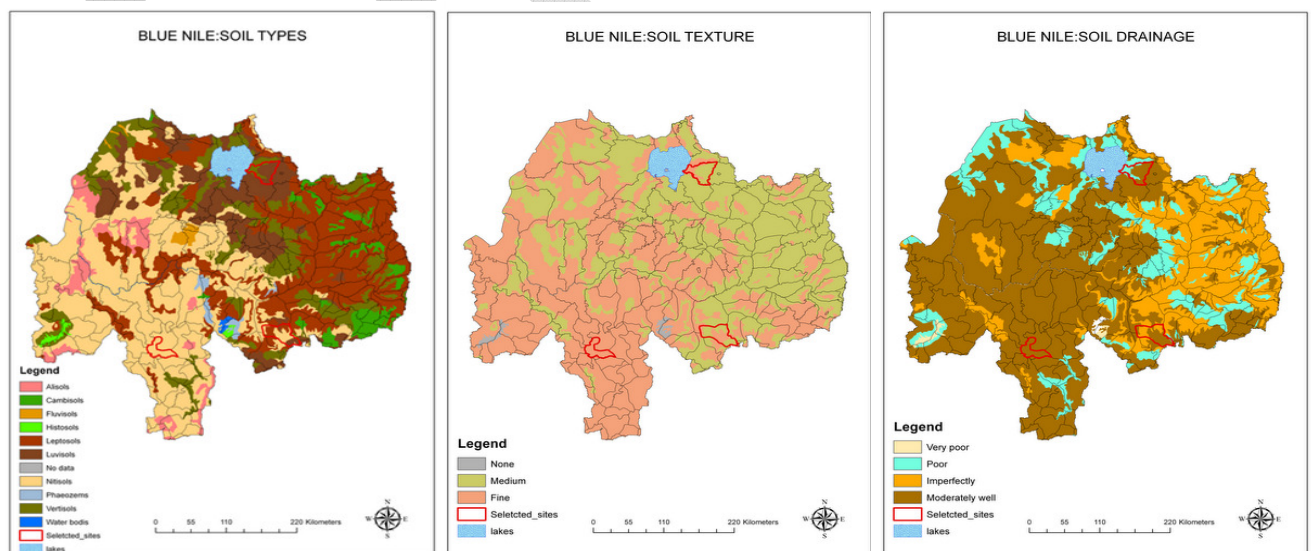 BLUE NILE:SOIL TYPES
Legend
Alisols
Cambisols
Fluvisols
Histosols
Leptosols
Luvisols
No data
Nitisols
Phaeozems
Vertisols
Water bodis
Seletcted_sites
lakes
0 55 110 220 Kilometers
N
W E
S
BLUE NILE:SOIL TEXTURE
Legend
None
Medium
Fine
Seletcted_sites
lakes
0 55 110 220 Kilometers
N
W E
S
BLUE NILE:SOIL DRAINAGE
Legend
Very poor
Poor
Imperfectly
Moderately well
Seletcted_sites
lakes
0 55 110 220 Kilometers
N
W E
S